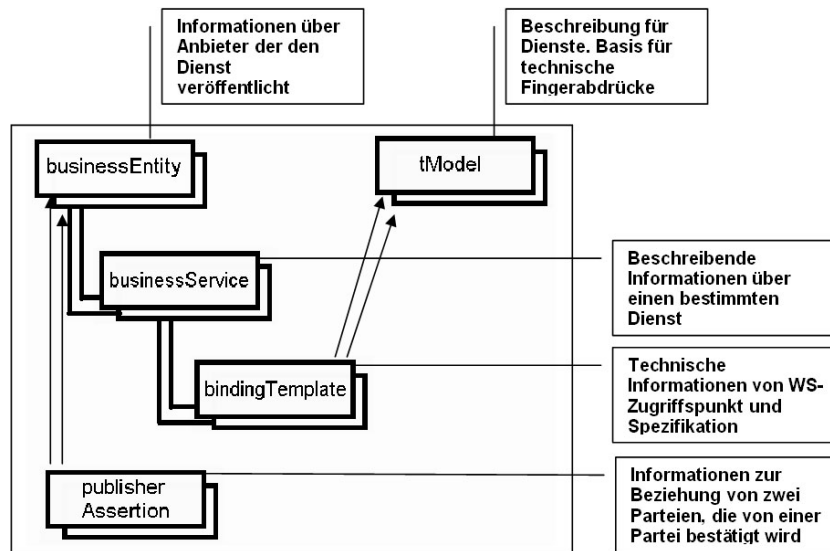 Informationen über
Anbieter der den
Dienst
veröffentlicht
Beschreibung für
Dienste. Basis für
technische
Fingerabdrücke
businessEntity
tModel
businessService
Beschreibende
Informationen über
einen bestimmten
Dienst
bindingTemplate
Technische
Informationen von WS-
Zugriffspunkt und
Spezifikation
publisher
Assertion
Informationen zur
Beziehung von zwei
Parteien, die von einer
Partei bestätigt wird